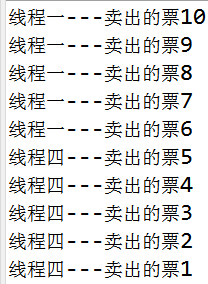 线程一---卖出的票10
线程一---卖出的票9
线程一---卖出的票8
线程一---卖出的票7
线程一---卖出的票6
线程四---卖出的票5
线程四---卖出的票4
线程四---卖出的票3
线程四---卖出的票2
线程四---卖出的票1